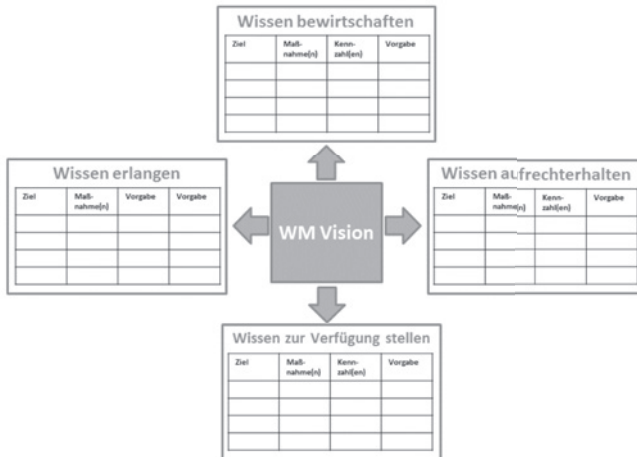 Wissen bewirtschaften
Ziel Maß- Kenn- Vorgabe
nahme(n) zahl(en)
Wissen erlangen
Ziel Maß- Vorgabe Vorgabe
nahme(n)
WM Vision
Wissen aufrechterhalten
Ziel Maß- Kenn- Vorgabe
nahme(n) zahl(en)
Wissen zur Verfügung stellen
Ziel Maß- Kenn- Vorgabe
nahme(n) zahl(en)